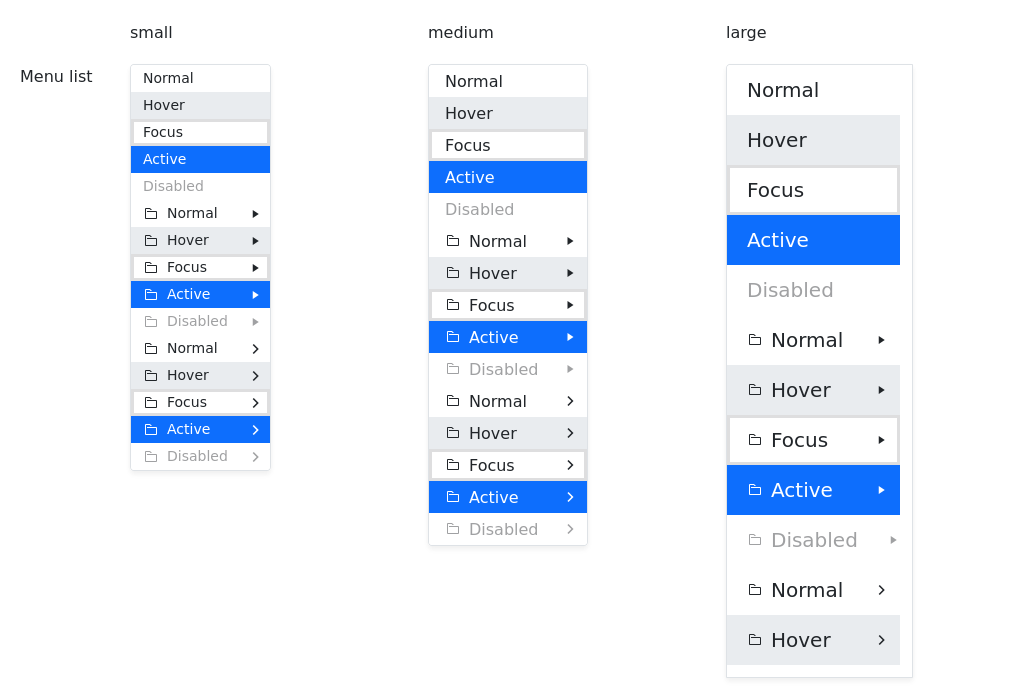 small
medium
large
Menu list
Normal
Hover
Focus
Active
Disabled
Normal
Hover
Focus
Active
Disabled
Normal
Hover
Focus
Active
Disabled
Normal
Hover
Focus
Active
Disabled
Normal
Hover
Focus
Active
Disabled
Normal
Hover
Focus
Active
Disabled
Normal
Hover
Focus
Active
Disabled
Normal
Hover
Focus
Active
Disabled
Normal
Hover